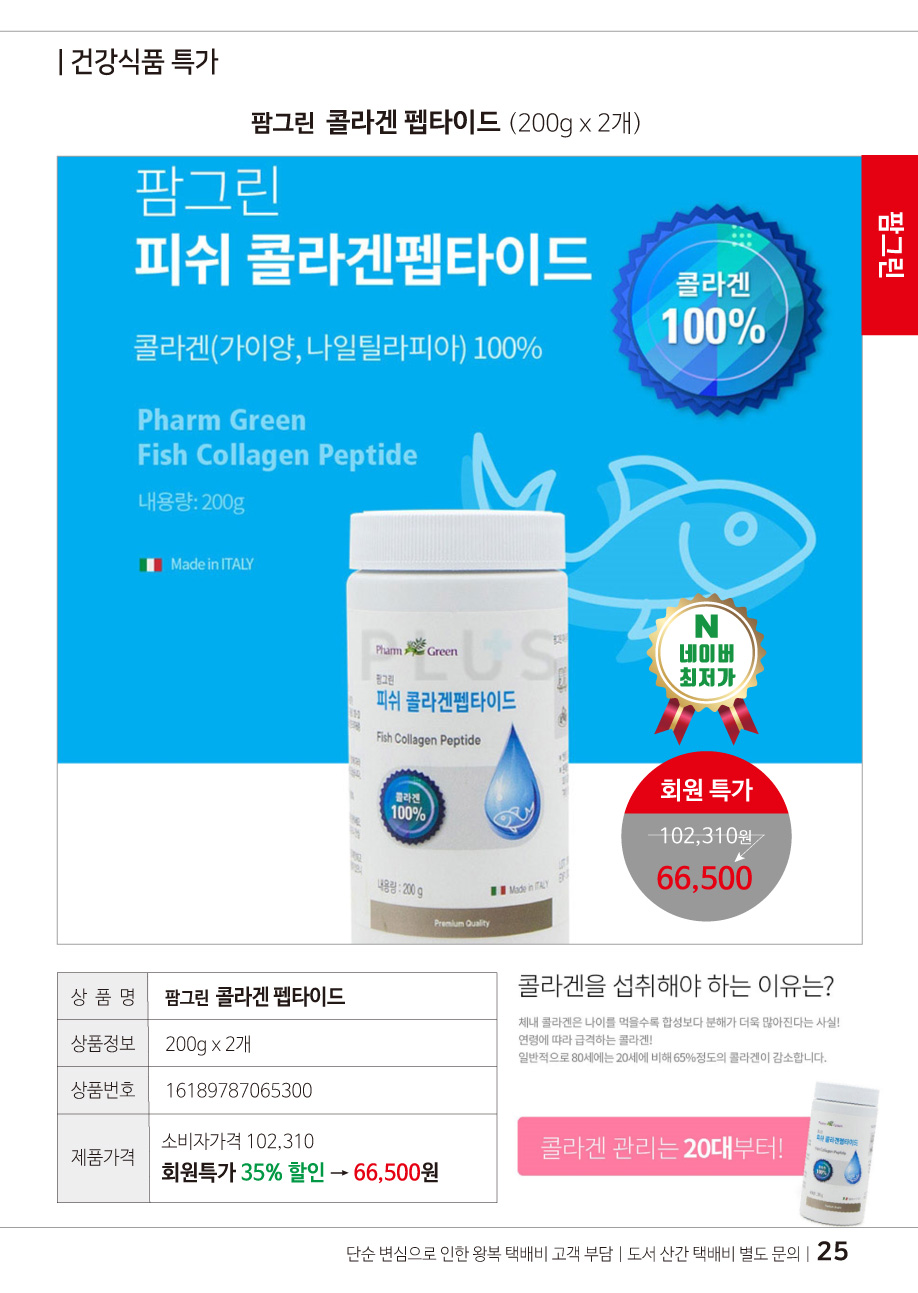 | 건강식품 특가
팜그린 콜라겐 펩타이드 (200g x 2개)
팜그린
팜그린
피쉬 콜라겐펩타이드
콜라겐
100%
콜라겐(가이양, 나일틸라피아) 100%
Pharm Green
Fish Collagen Peptide
내용량: 200g
Made in ITALY
PLUS
Pharm Green
팜그린
피쉬 콜라겐펩타이드
Fish Collagen Peptide
콜라겐
100%
내용량 : 200 g
Made in ITALY
Premium Quality
N
네이버
최저가
회원 특가
102,310원
66,500
상 품 명 팜그린 콜라겐 펩타이드
상품정보 200g x 2개
상품번호 16189787065300
제품가격 소비자가격 102,310
회원특가 35% 할인 → 66,500원
콜라겐을 섭취해야 하는 이유는?
체내 콜라겐은 나이를 먹을수록 합성보다 분해가 더욱 많아진다는 사실!
연령에 따라 급격하는 콜라겐!
일반적으로 80세에는 20세에 비해 65%정도의 콜라겐이 감소합니다.
콜라겐 관리는 20대부터!
피쉬 콜라겐펩타이드
단순 변심으로 인한 왕복 택배비 고객 부담 | 도서 산간 택배비 별도 문의 | 25